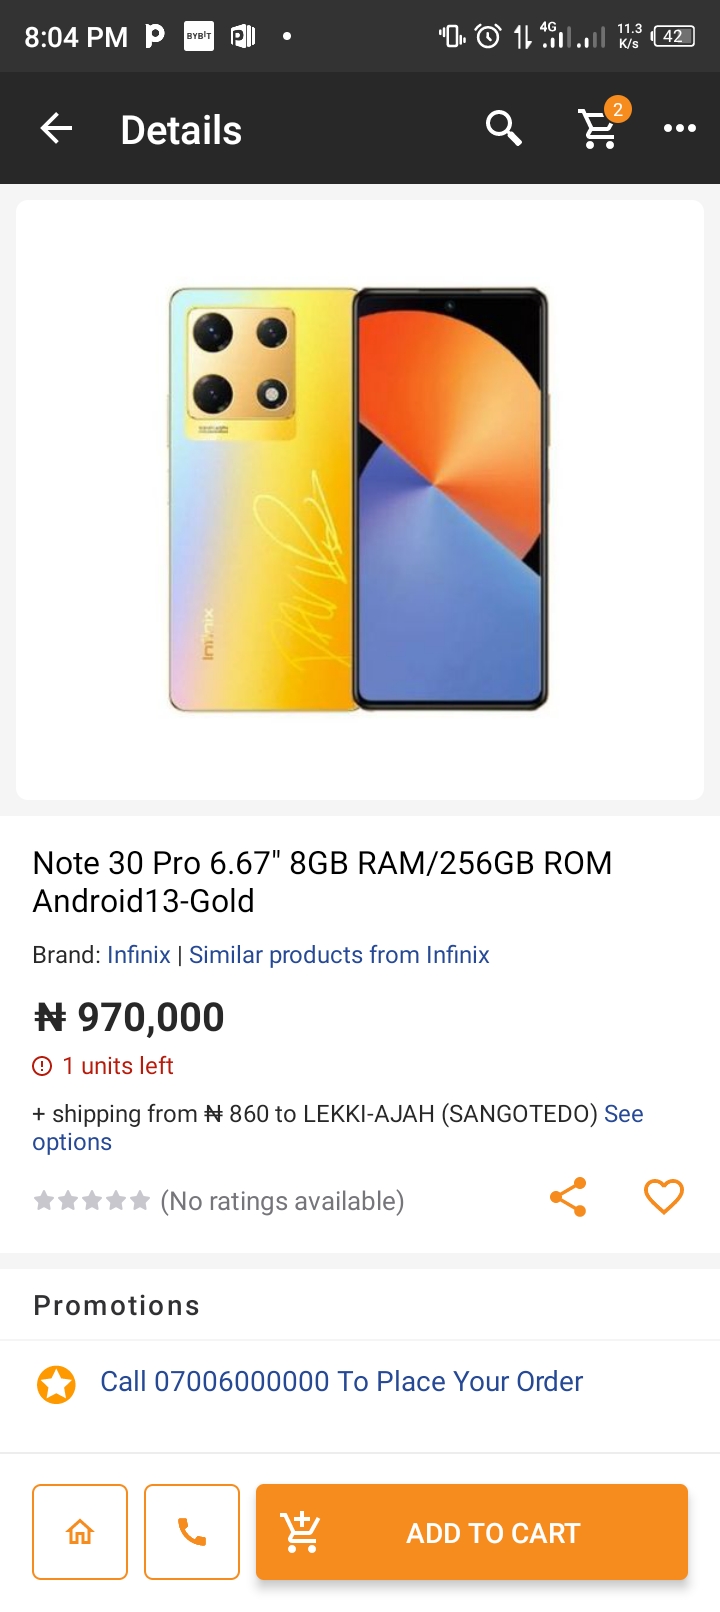 8:04 PM BYBIT 4G 11.3 K/s 42
Details 2
Infinix
Note 30 Pro 6.67" 8GB RAM/256GB ROM
Android13-Gold
Brand: Infinix | Similar products from Infinix
₦ 970,000
1 units left
+ shipping from ₦ 860 to LEKKI-AJAH (SANGOTEDO) See
options
(No ratings available)
Promotions
Call 07006000000 To Place Your Order
ADD TO CART